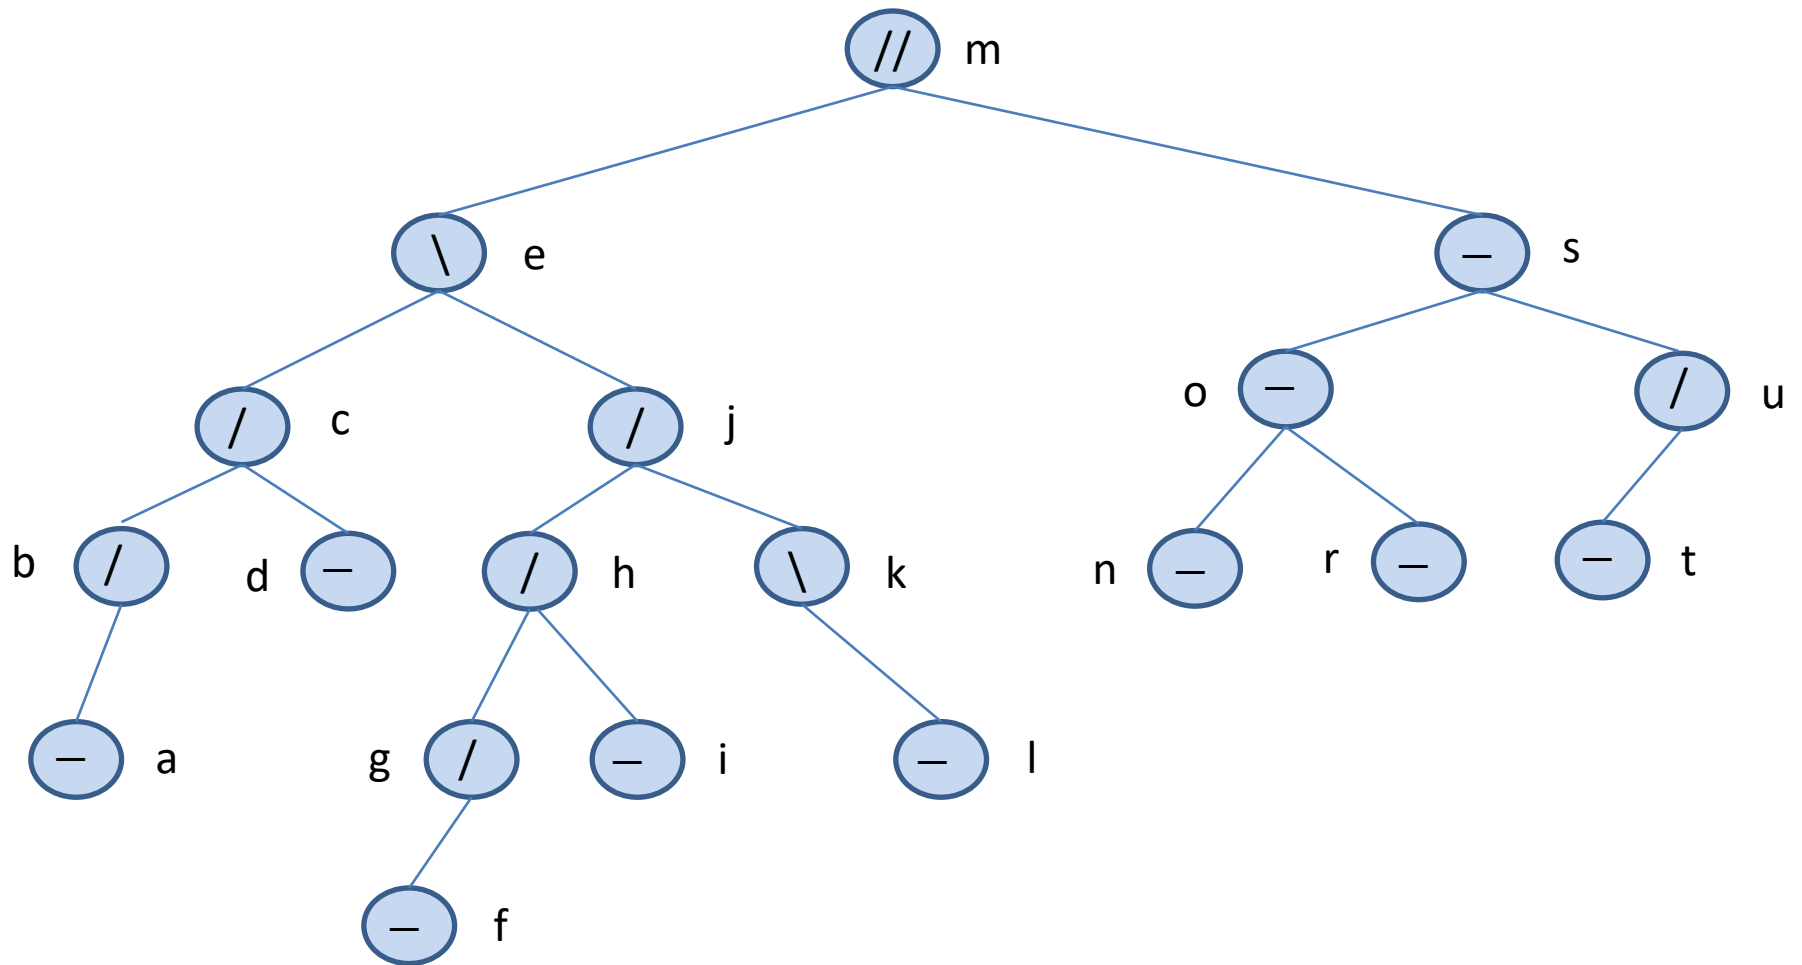 // m
\ e — s
/ c / j o — / u
b / d — / h \ k n — r — — t
— a g / — i — l
— f